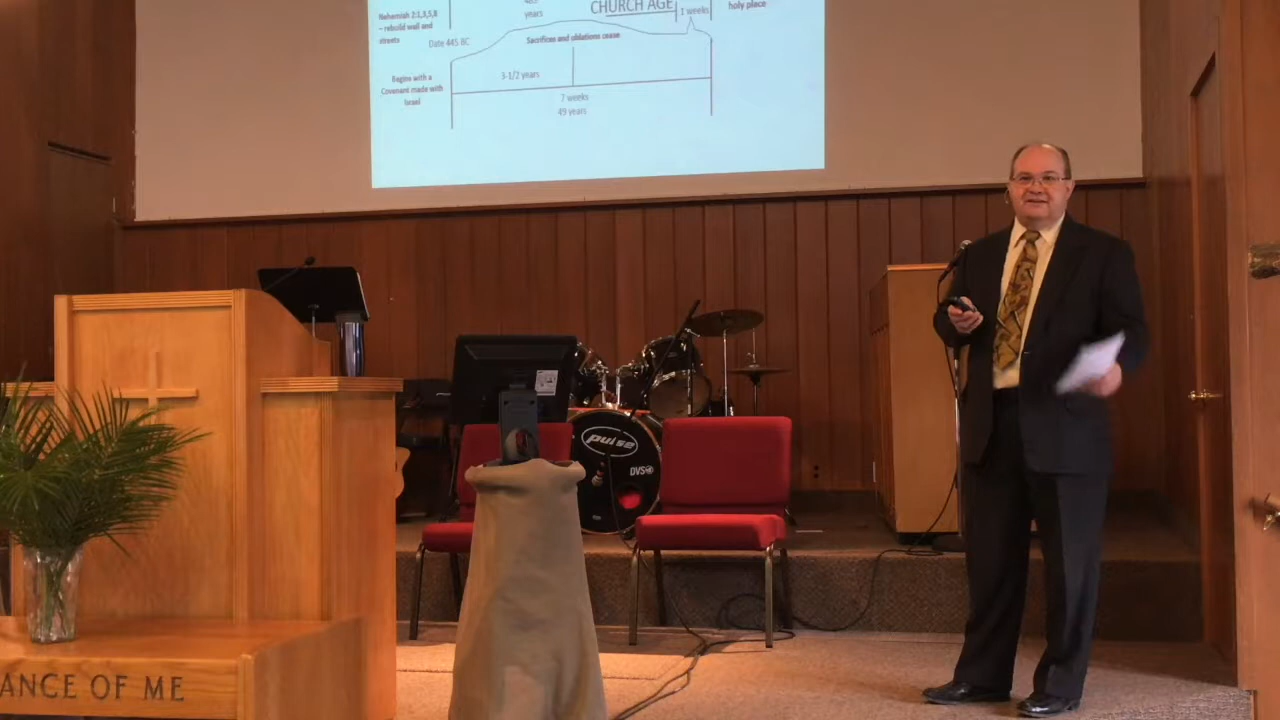 Nehemiah 2:1,3,5,8
– rebuild wall and
streets
years
CHURCH AGE
1 weeks
holy place
Date 445 BC
Sacrifices and oblations cease
Begins with a
Covenant made with
Israel
3-1/2 years
7 weeks
49 years
pulse
DVS
ANCE OF ME